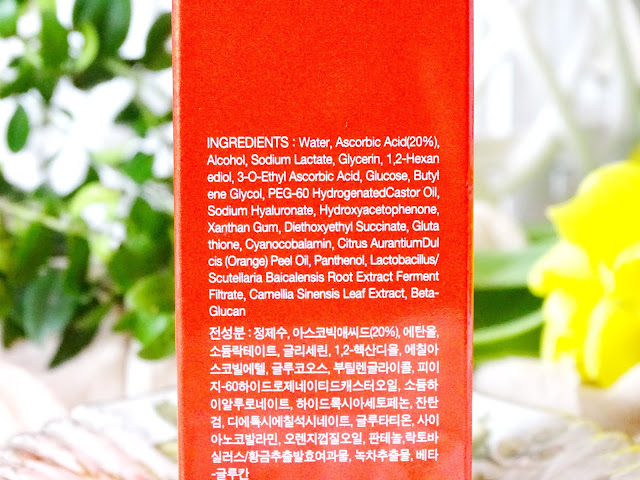 INGREDIENTS : Water, Ascorbic Acid(20%),
Alcohol, Sodium Lactate, Glycerin, 1,2-Hexan
ediol, 3-O-Ethyl Ascorbic Acid, Glucose, Butyl
ene Glycol, PEG-60 HydrogenatedCastor Oil,
Sodium Hyaluronate, Hydroxyacetophenone,
Xanthan Gum, Diethoxyethyl Succinate, Gluta
thione, Cyanocobalamin, Citrus AurantiumDul
cis (Orange) Peel Oil, Panthenol, Lactobacillus/
Scutellaria Baicalensis Root Extract Ferment
Filtrate, Camellia Sinensis Leaf Extract, Beta-
Glucan
전성분 : 정제수, 아스코빅애씨드(20%), 에탄올,
소듐락테이트, 글리세린, 1,2-헥산디올, 에칠아
스코빌에텔, 글루코오스, 부틸렌글라이콜, 피이
지-60하이드로제네이티드캐스터오일, 소듐하
이알루로네이트, 하이드록시아세토페논, 잔탄
검, 디에톡시에칠석시네이트, 글루타티온, 사이
아노코발라민, 오렌지껍질오일, 판테놀, 락토바
실러스/황금추출발효여과물, 녹차추출물, 베타
-글루칸